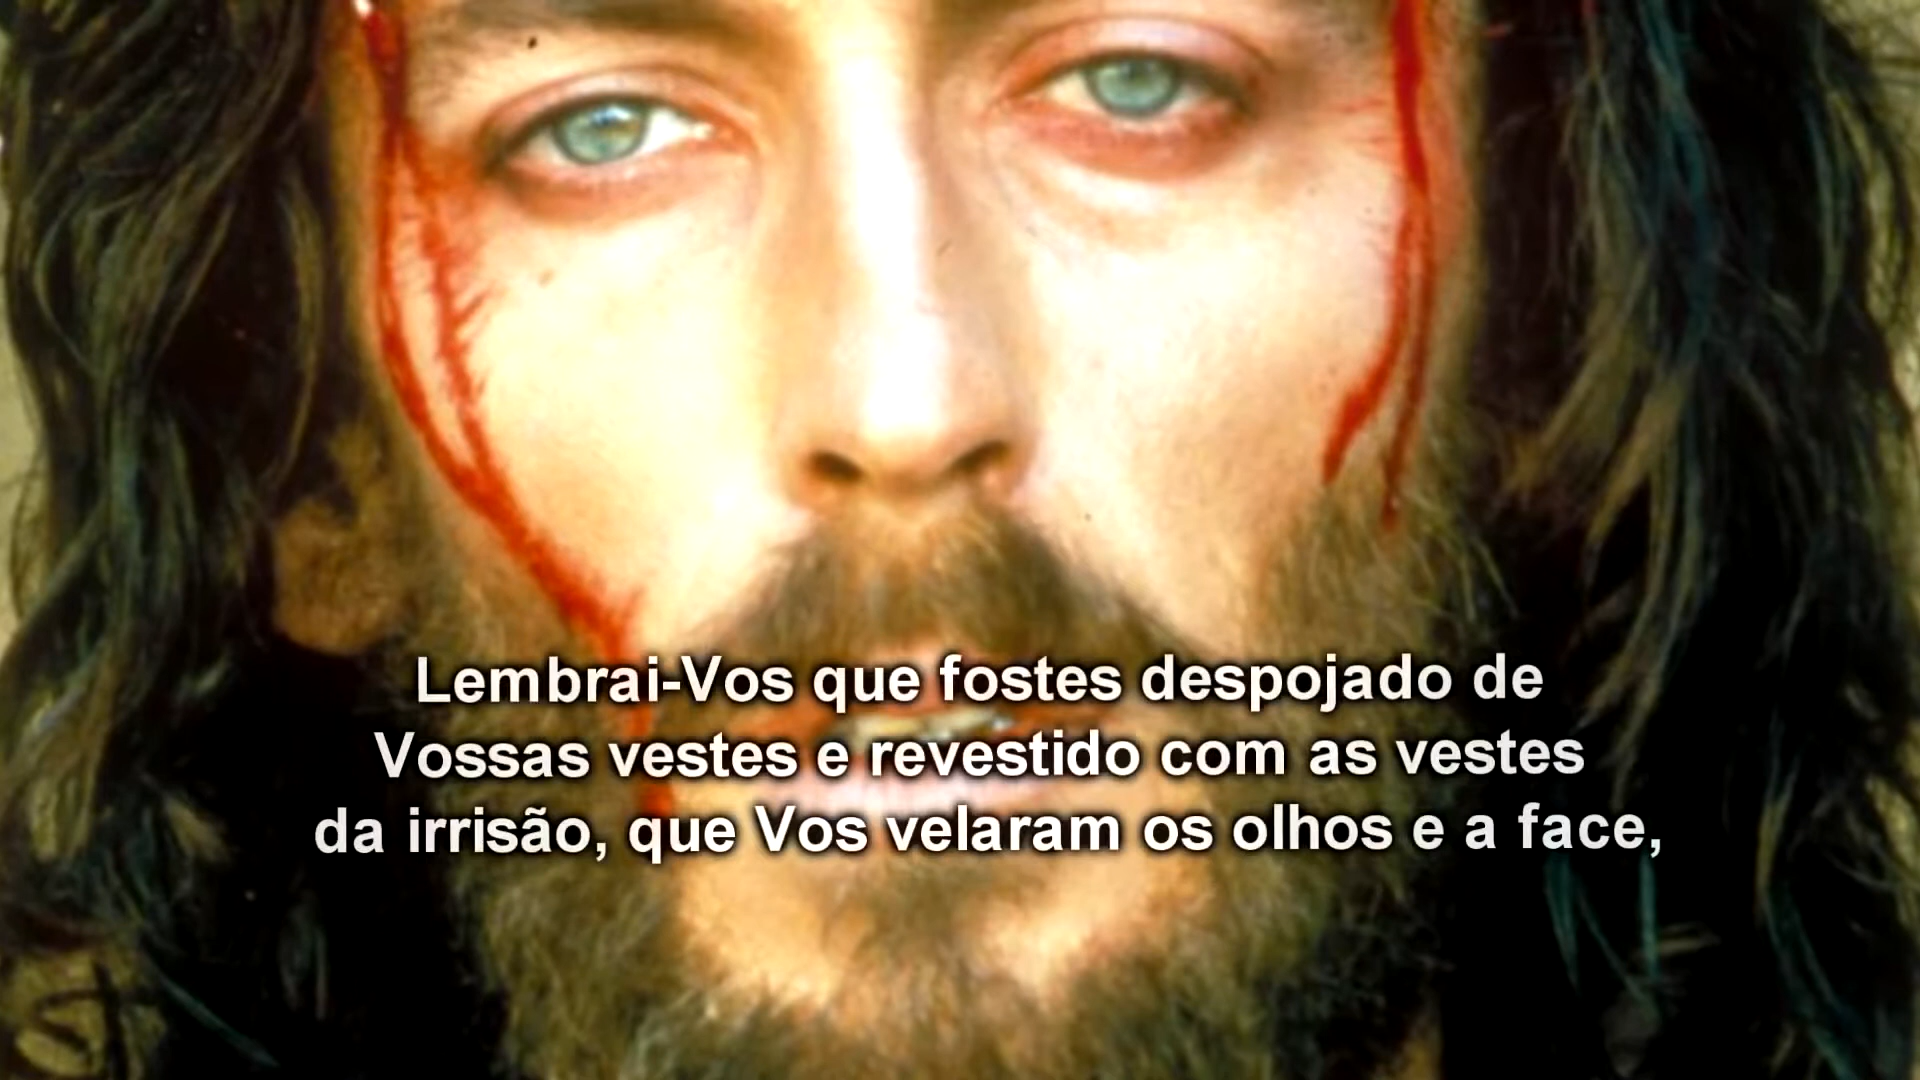 Lembrai-Vos que fostes despojado de
Vossas vestes e revestido com as vestes
da irrisão, que Vos velaram os olhos e a face,